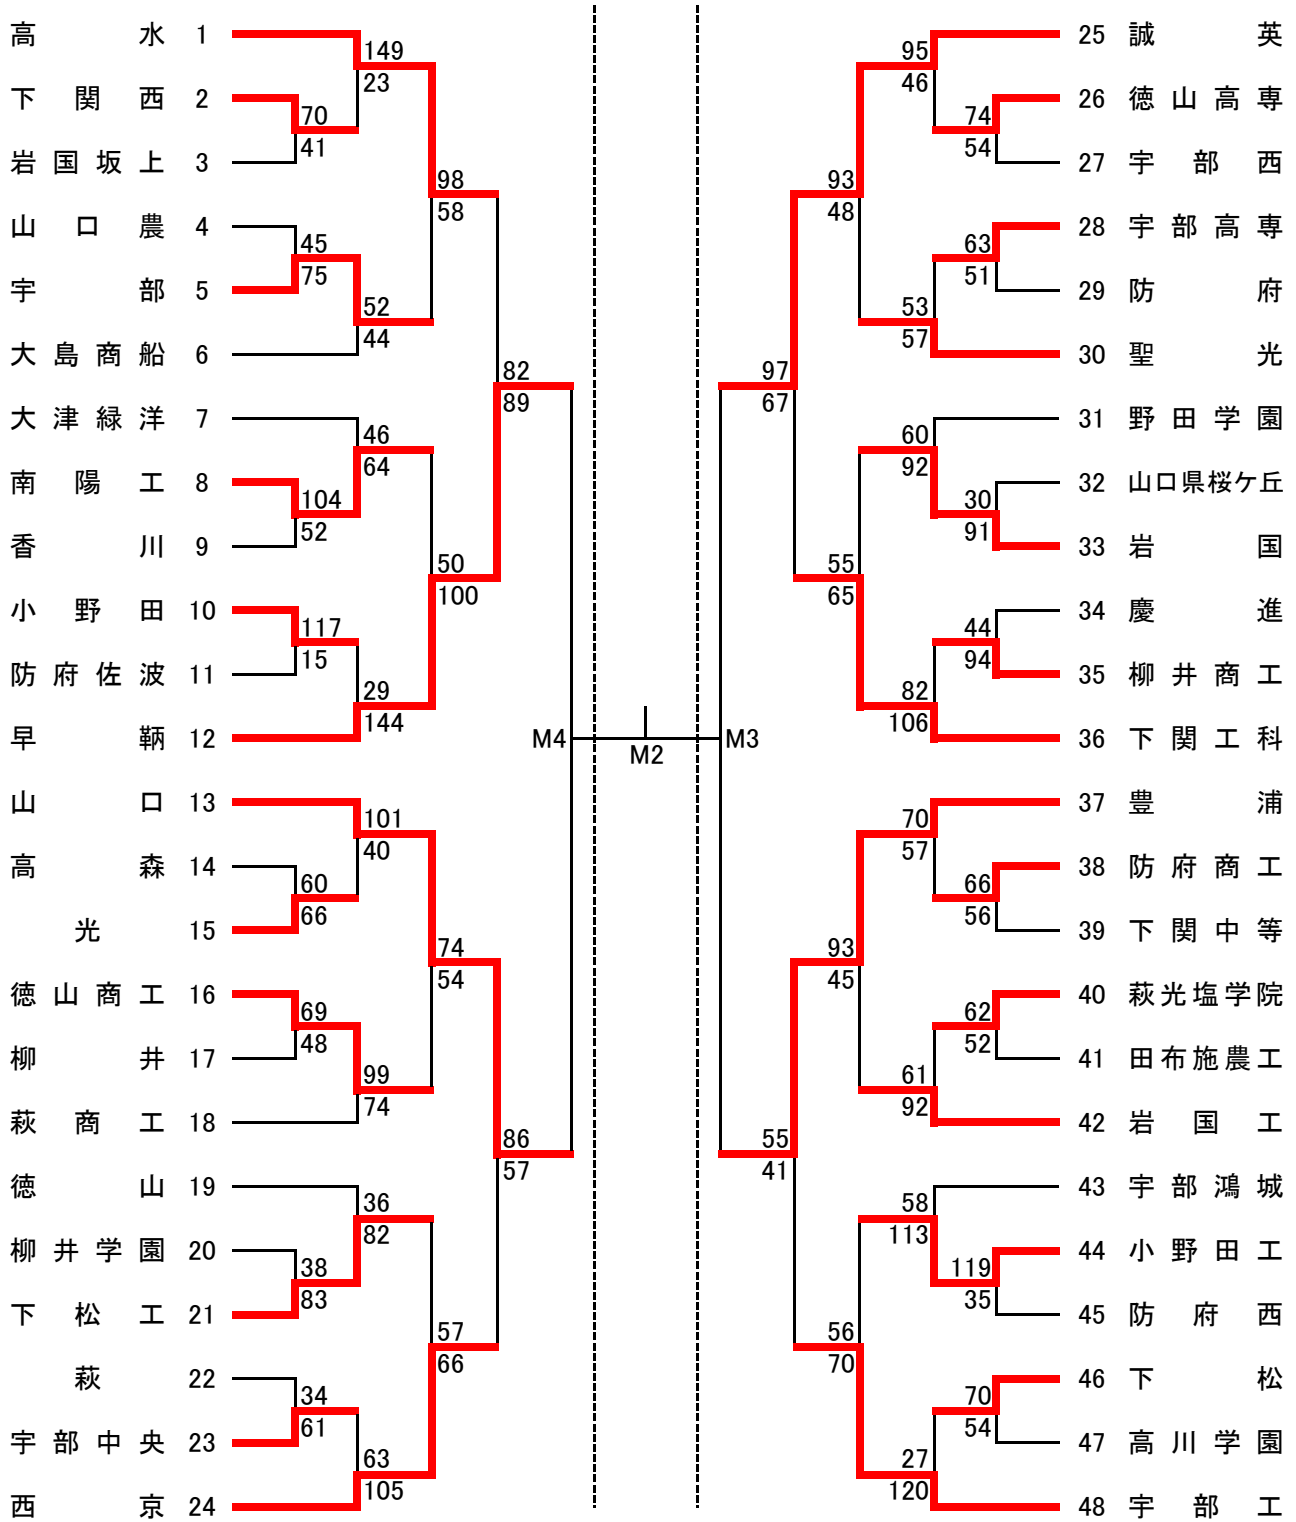 高水 1
149
23
下関西 2
70
41
岩国坂上 3
98
58
山口農 4
45
75
宇部 5
52
44
大島商船 6
82
89
大津緑洋 7
46
64
南陽工 8
104
52
香川 9
50
100
小野田 10
117
15
防府佐波 11
29
144
早鞆 12
M4
M2
M3
山口 13
101
40
高森 14
60
66
光 15
74
54
徳山商工 16
69
48
柳井 17
99
74
萩商工 18
86
57
徳山 19
36
82
柳井学園 20
38
83
下松工 21
57
66
萩 22
34
61
宇部中央 23
63
105
西京 24
25 誠英
95
46
26 徳山高専
74
54
27 宇部西
93
48
28 宇部高専
63
51
29 防府
53
57
30 聖光
97
67
31 野田学園
60
92
32 山口県桜ケ丘
30
91
33 岩国
55
65
34 慶進
44
94
35 柳井商工
82
106
36 下関工科
37 豊浦
70
57
38 防府商工
66
56
39 下関中等
93
45
40 萩光塩学院
62
52
41 田布施農工
61
92
42 岩国工
55
41
43 宇部鴻城
58
113
44 小野田工
119
35
45 防府西
56
70
46 下松
70
54
47 高川学園
27
120
48 宇部工